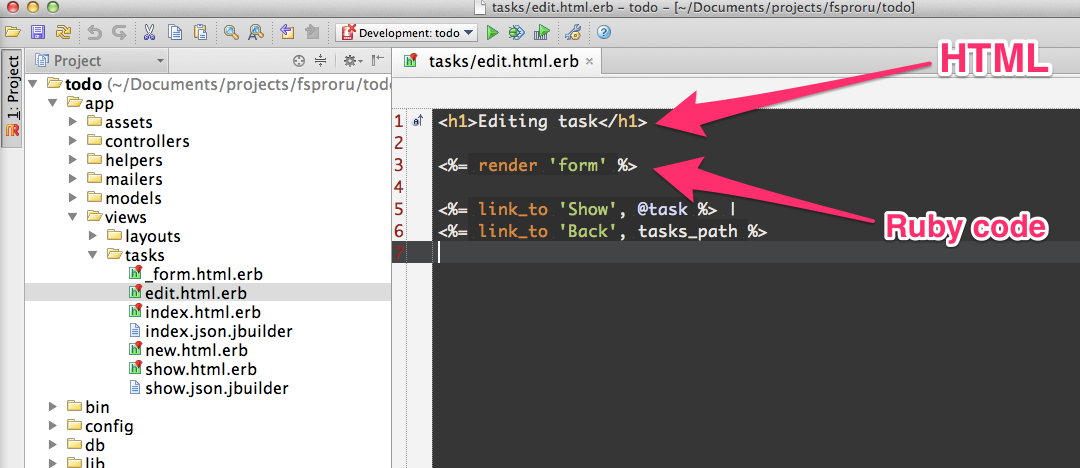 tasks/edit.html.erb – todo – [~/Documents/projects/fsproru/todo]
Development: todo
1: Project
Project
tasks/edit.html.erb
HTML
Ruby code
todo (~/Documents/projects/fsproru/todo
app
assets
controllers
helpers
mailers
models
views
layouts
tasks
_form.html.erb
edit.html.erb
index.html.erb
index.json.jbuilder
new.html.erb
show.html.erb
show.json.jbuilder
bin
config
db
lib
1 <h1>Editing task</h1>
2
3 <%= render 'form' %>
4
5 <%= link_to 'Show', @task %> |
6 <%= link_to 'Back', tasks_path %>
7